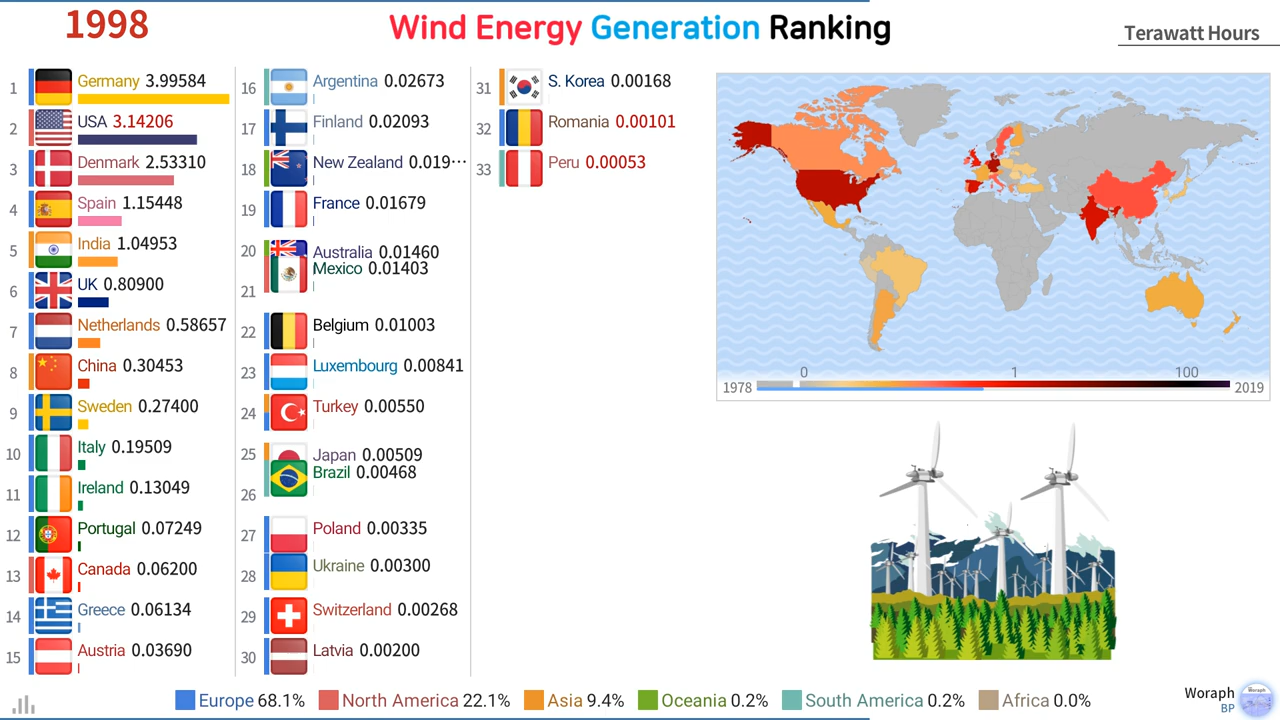 1998
Wind Energy Generation Ranking
Terawatt Hours
1 Germany 3.99584
2 USA 3.14206
3 Denmark 2.53310
4 Spain 1.15448
5 India 1.04953
6 UK 0.80900
7 Netherlands 0.58657
8 China 0.30453
9 Sweden 0.27400
10 Italy 0.19509
11 Ireland 0.13049
12 Portugal 0.07249
13 Canada 0.06200
14 Greece 0.06134
15 Austria 0.03690
16 Argentina 0.02673
17 Finland 0.02093
18 New Zealand 0.019···
19 France 0.01679
20 Australia 0.01460
21 Mexico 0.01403
22 Belgium 0.01003
23 Luxembourg 0.00841
24 Turkey 0.00550
25 Japan 0.00509
26 Brazil 0.00468
27 Poland 0.00335
28 Ukraine 0.00300
29 Switzerland 0.00268
30 Latvia 0.00200
31 S. Korea 0.00168
32 Romania 0.00101
33 Peru 0.00053
0 1 100
1978 2019
Europe 68.1% North America 22.1% Asia 9.4% Oceania 0.2% South America 0.2% Africa 0.0%
Woraph
BP